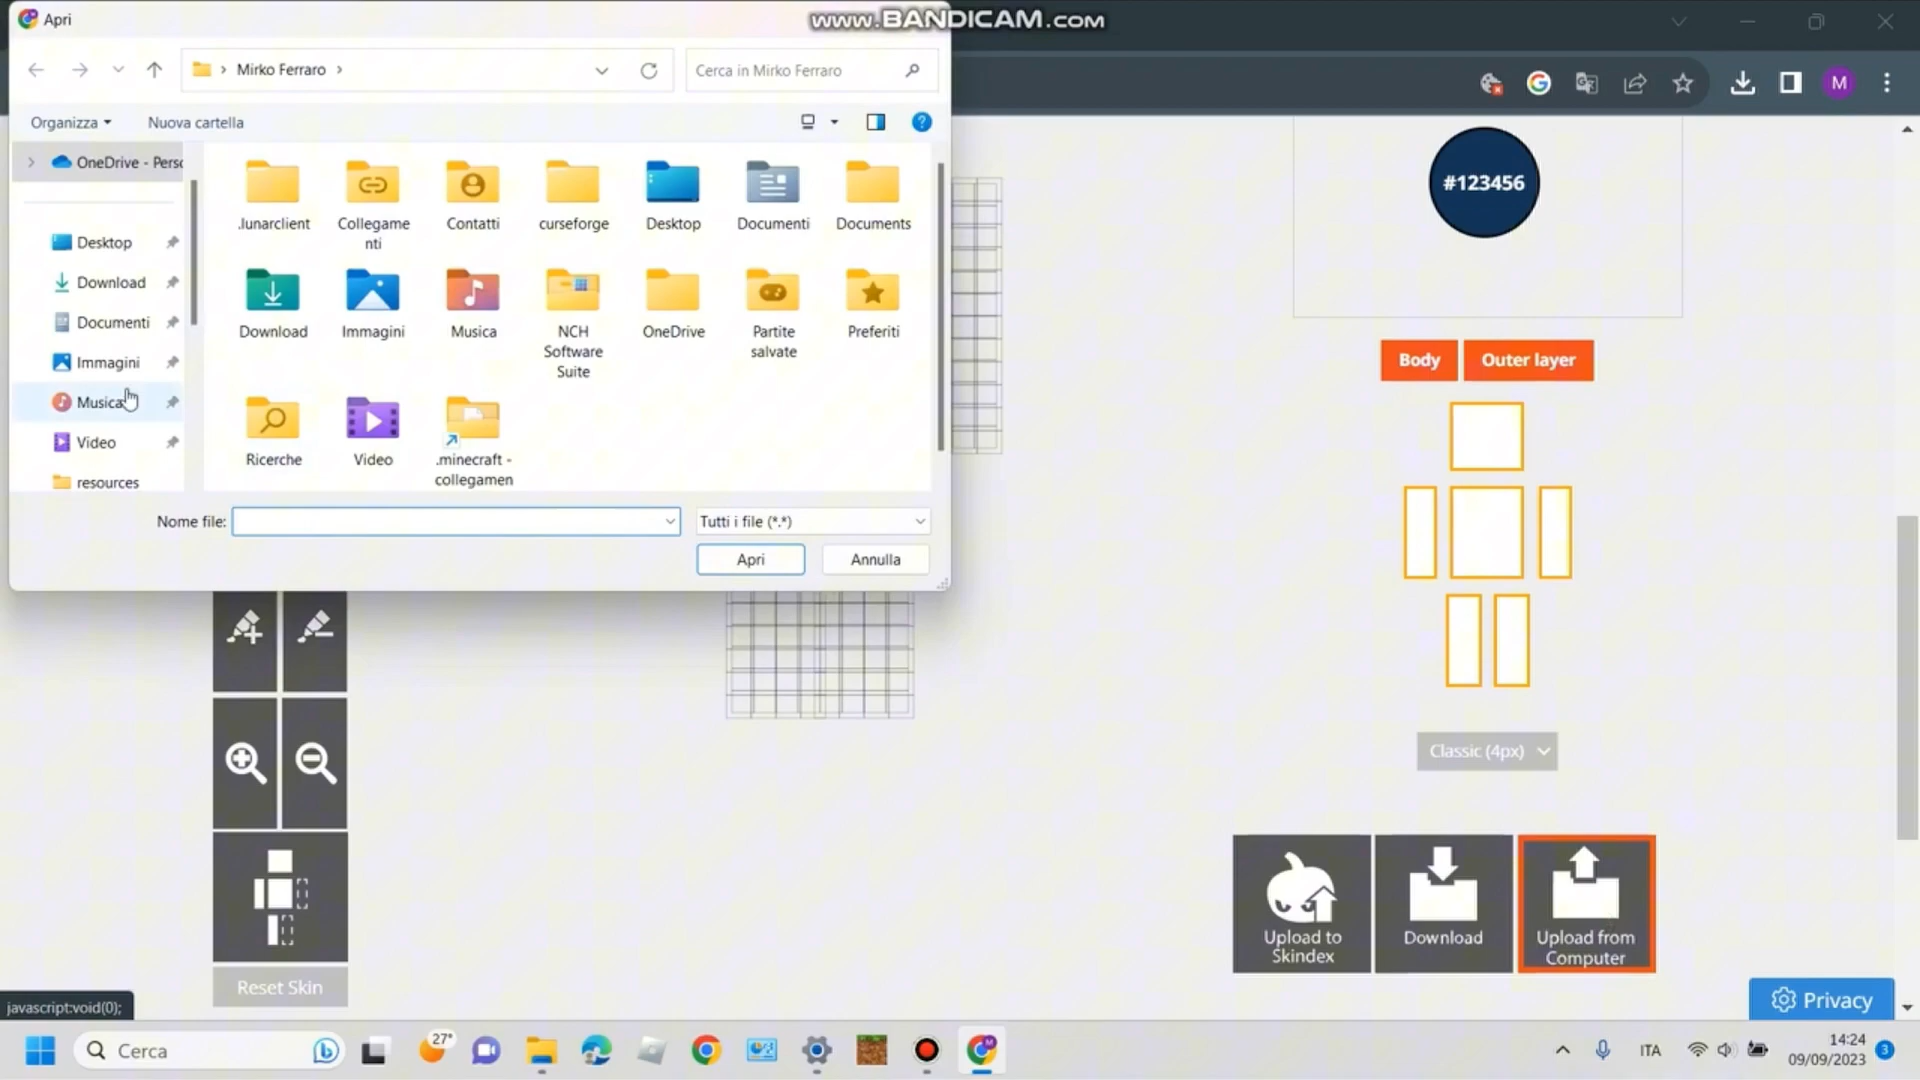 Apri
www.BANDICAM.com
Mirko Ferraro
Cerca in Mirko Ferraro
M
Organizza
Nuova cartella
?
OneDrive - Perso
Desktop
Download
Documenti
Immagini
Musica
Video
resources
.lunarclient
Collegame
nti
Contatti
curseforge
Desktop
Documenti
Documents
Download
Immagini
Musica
NCH
Software
Suite
OneDrive
Partite
salvate
Preferiti
Ricerche
Video
.minecraft -
collegamen
Nome file:
Tutti i file (*.*)
Apri
Annulla
#123456
Body
Outer layer
Classic (4px)
Upload to
Skindex
Download
Upload from
Computer
Reset Skin
javascript:void(0);
Privacy
Cerca
27°
M
ITA
14:24
09/09/2023
3